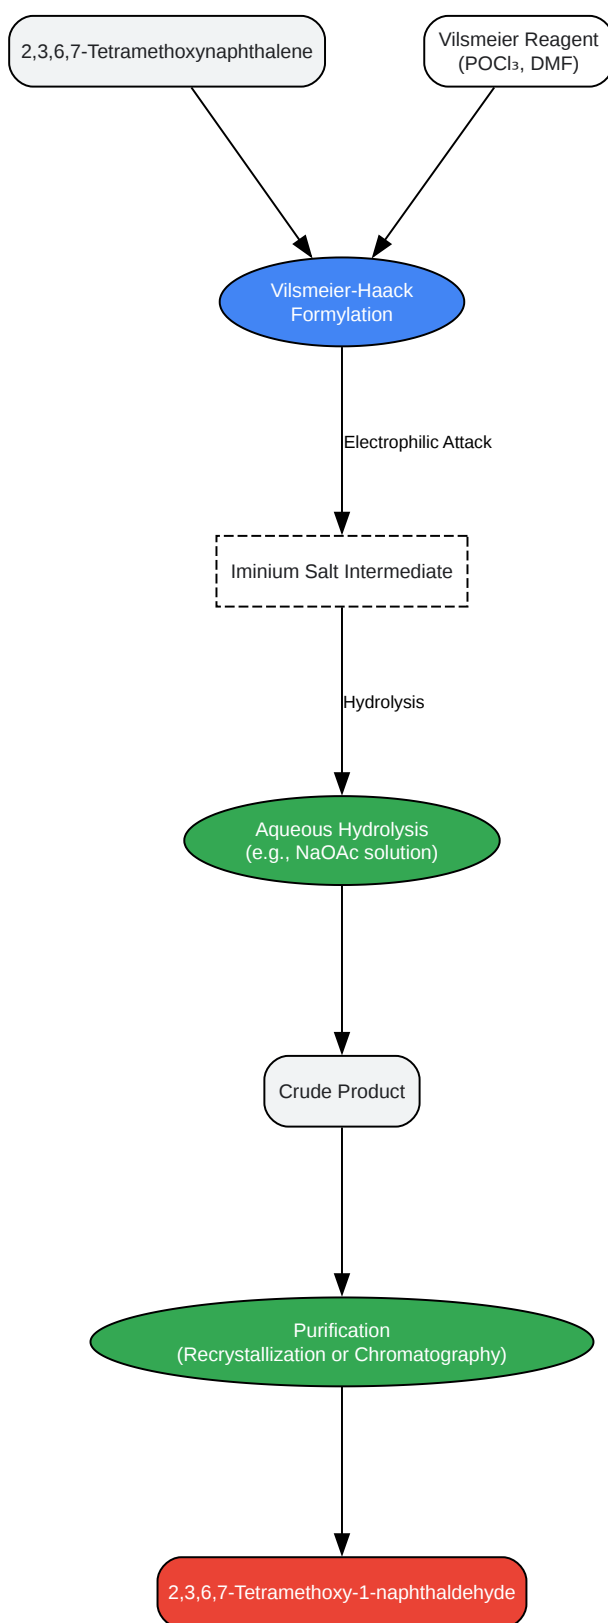 2,3,6,7-Tetramethoxynaphthalene
Vilsmeier Reagent
(POCl₃, DMF)
Vilsmeier-Haack
Formylation
Electrophilic Attack
Iminium Salt Intermediate
Hydrolysis
Aqueous Hydrolysis
(e.g., NaOAc solution)
Crude Product
Purification
(Recrystallization or Chromatography)
2,3,6,7-Tetramethoxy-1-naphthaldehyde